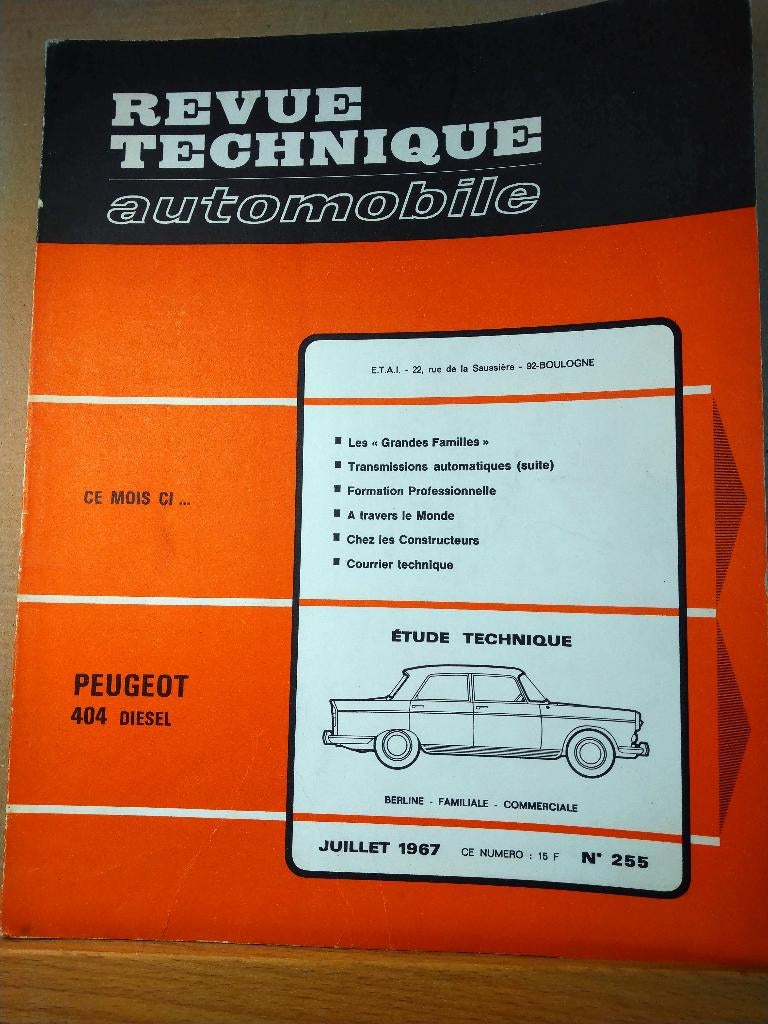 REVUE
TECHNIQUE
automobile
E.T.A.I. - 22, rue de la Saussière - 92-BOULOGNE
CE MOIS CI ...
■ Les « Grandes Familles »
■ Transmissions automatiques (suite)
■ Formation Professionnelle
■ A travers le Monde
■ Chez les Constructeurs
■ Courrier technique
PEUGEOT
404 DIESEL
ÉTUDE TECHNIQUE
BERLINE - FAMILIALE - COMMERCIALE
JUILLET 1967 CE NUMERO : 15 F N° 255